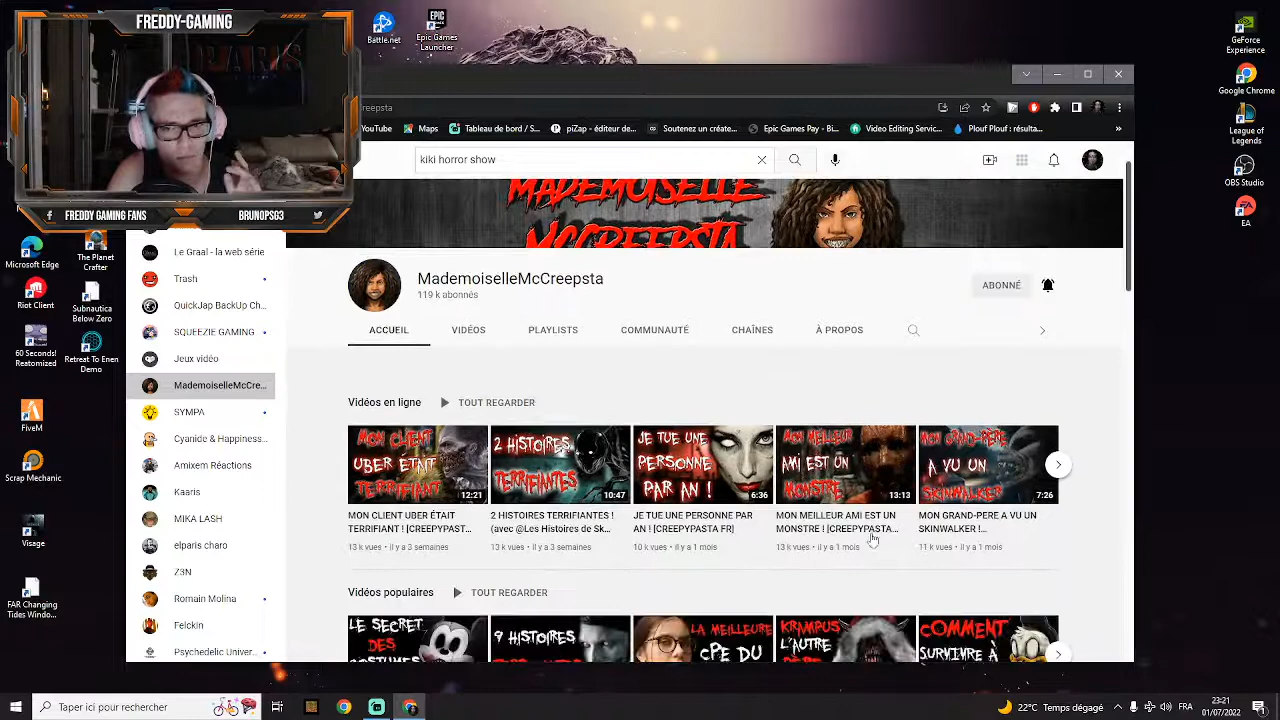 FREDDY-GAMING
FREDDY GAMING FANS
BRUNOPSG3
Battle.net
Epic Games
Launcher
GeForce
Experience
Google Chrome
League of
Legends
OBS Studio
EA
Microsoft Edge
The Planet
Crafter
Riot Client
Subnautica
Below Zero
60 Seconds!
Reatomized
Retreat To Enen
Demo
FiveM
Scrap Mechanic
Visage
FAR Changing
Tides Windo...
reepsta
YouTube
Maps
Tableau de bord / S...
piZap - éditeur de...
Soutenez un créate...
Epic Games Pay - Bi...
Video Editing Servic...
Plouf Plouf : résulta...
»
kiki horror show
MADEMOISELLE
MCCREEPSTA
MademoiselleMcCreepsta
119 k abonnés
ABONNÉ
ACCUEIL
VIDÉOS
PLAYLISTS
COMMUNAUTÉ
CHAÎNES
À PROPOS
Le Graal - la web série
Trash
QuickJap BackUp Ch...
SQUEEZIE GAMING
Jeux vidéo
MademoiselleMcCre...
SYMPA
Cyanide & Happiness...
Amixem Réactions
Kaaris
MIKA LASH
elparis charo
Z3N
Romain Molina
Felckin
Psychedelic Univer...
Vidéos en ligne
TOUT REGARDER
MON CLIENT
UBER ÉTAIT
TERRIFIANT
12:21
2 HISTOIRES
TERRIFIANTES
10:47
JE TUE UNE
PERSONNE
PAR AN !
6:36
MON MEILLEUR
AMI EST UN
MONSTRE
13:13
MON GRAND-PÈRE
A VU UN
SKINWALKER
7:26
MON CLIENT UBER ÉTAIT
TERRIFIANT ! [CREEPYPAST...
13 k vues • il y a 3 semaines
2 HISTOIRES TERRIFIANTES !
(avec @Les Histoires de Sk...
13 k vues • il y a 3 semaines
JE TUE UNE PERSONNE PAR
AN ! [CREEPYPASTA FR]
10 k vues • il y a 1 mois
MON MEILLEUR AMI EST UN
MONSTRE ! [CREEPYPASTA...
13 k vues • il y a 1 mois
MON GRAND-PERE A VU UN
SKINWALKER !...
11 k vues • il y a 1 mois
Vidéos populaires
TOUT REGARDER
LE SECRET
DES
9 HISTOIRES
LA MEILLEURE
CPE DU
KRAMPUS
L'AUTRE
COMMENT
SURVIVRE À
Taper ici pour rechercher
22°C Temps dégagé
FRA
23:21
01/07/2022